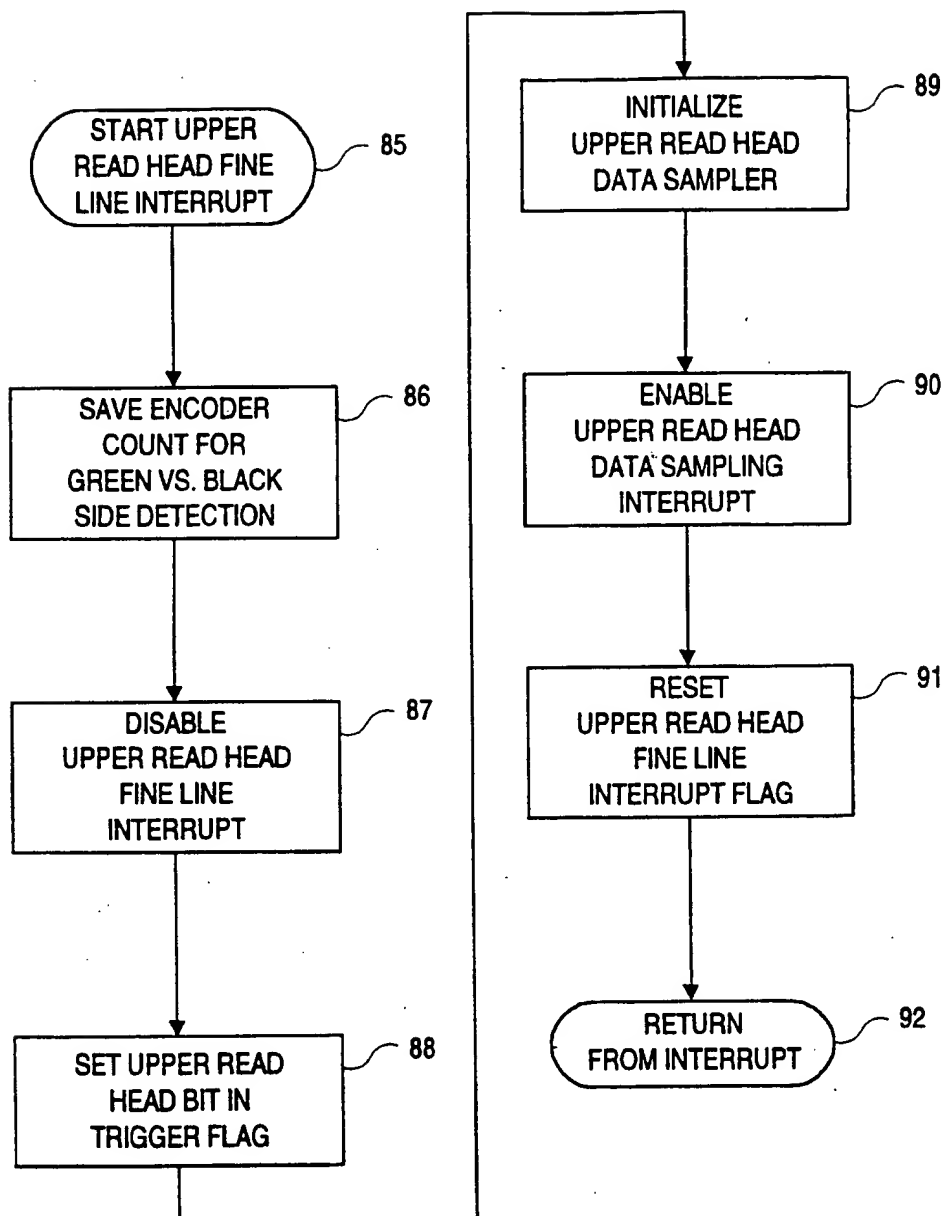 START UPPER
READ HEAD FINE
LINE INTERRUPT
85
SAVE ENCODER
COUNT FOR
GREEN VS. BLACK
SIDE DETECTION
86
DISABLE
UPPER READ HEAD
FINE LINE
INTERRUPT
87
SET UPPER READ
HEAD BIT IN
TRIGGER FLAG
88
INITIALIZE
UPPER READ HEAD
DATA SAMPLER
89
ENABLE
UPPER READ HEAD
DATA SAMPLING
INTERRUPT
90
RESET
UPPER READ HEAD
FINE LINE
INTERRUPT FLAG
91
RETURN
FROM INTERRUPT
92